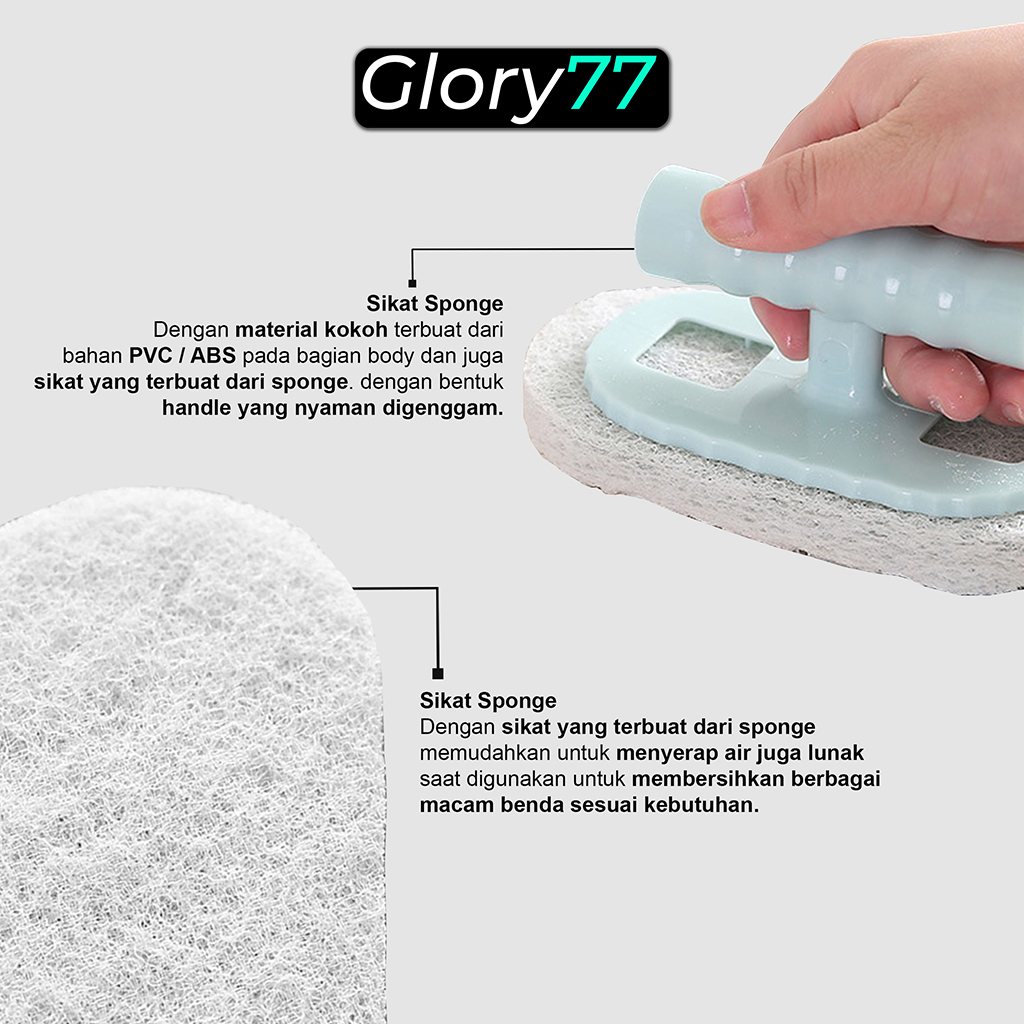 Glory77
Sikat Sponge
Dengan material kokoh terbuat dari
bahan PVC / ABS pada bagian body dan juga
sikat yang terbuat dari sponge. dengan bentuk
handle yang nyaman digenggam.
Sikat Sponge
Dengan sikat yang terbuat dari sponge
memudahkan untuk menyerap air juga lunak
saat digunakan untuk membersihkan berbagai
macam benda sesuai kebutuhan.